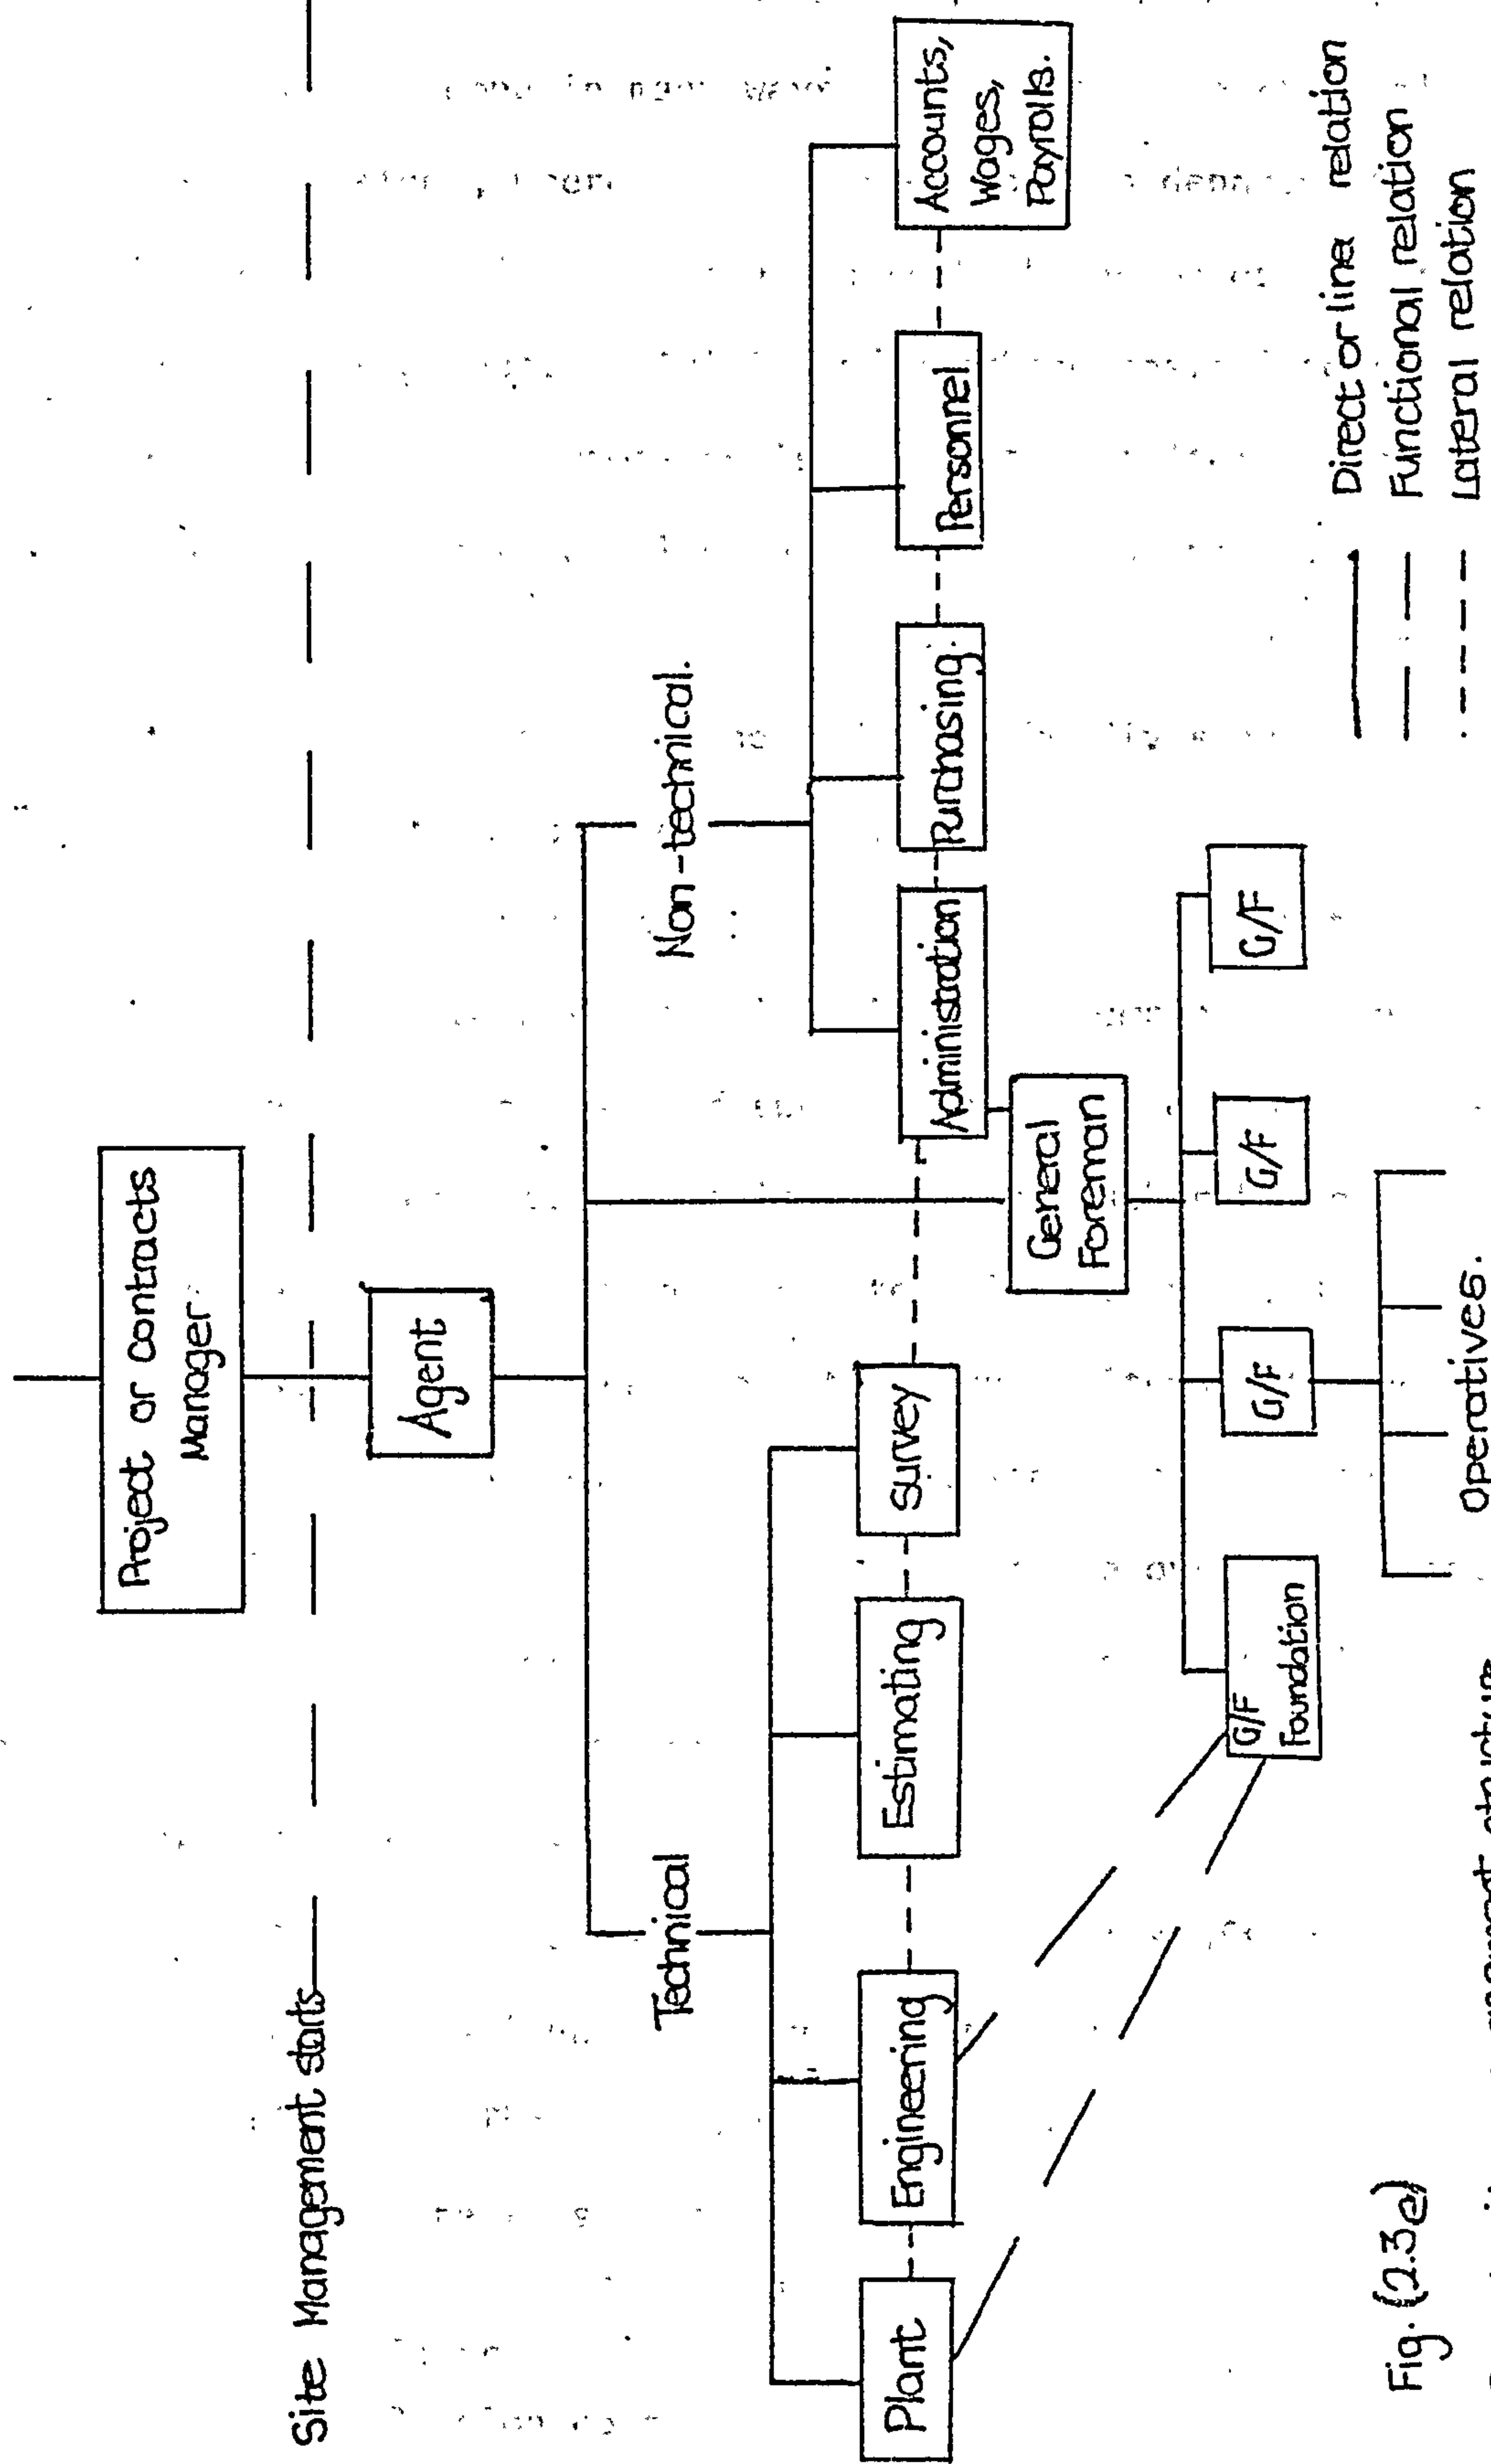 Project or contracts
Manager
Site Management starts
Agent
Technical
Non-technical.
Plant
Engineering
Estimating
Survey
Administration
Purchasing.
Personnel
Accounts,
Wages,
Payrolls.
General
Foreman
G/F
Foundation
G/F
G/F
G/F
Operatives.
Direct or line relation
Functional relation
Lateral relation
Fig. (2.3e)
structure